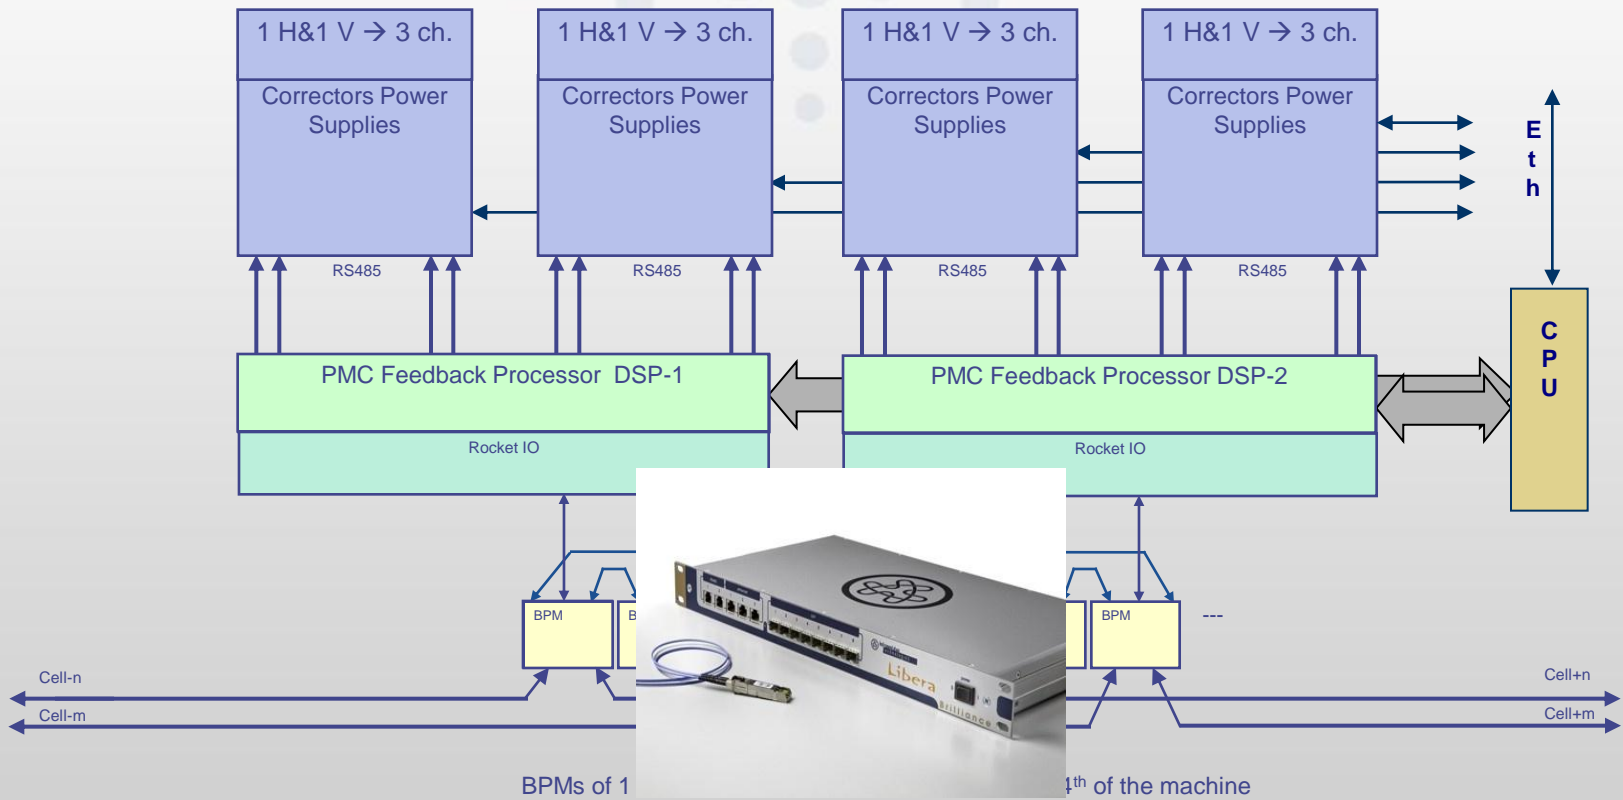 1 H&1 V → 3 ch.
1 H&1 V → 3 ch.
1 H&1 V → 3 ch.
1 H&1 V → 3 ch.
Correctors Power
Supplies
Correctors Power
Supplies
Correctors Power
Supplies
Correctors Power
Supplies
E
t
h
RS485
RS485
RS485
RS485
PMC Feedback Processor DSP-1
PMC Feedback Processor DSP-2
C
P
U
Rocket IO
Rocket IO
BPM
B
BPM
---
Libera
Brilliance
Cell-n
Cell+n
Cell-m
Cell+m
BPMs of 1
th of the machine